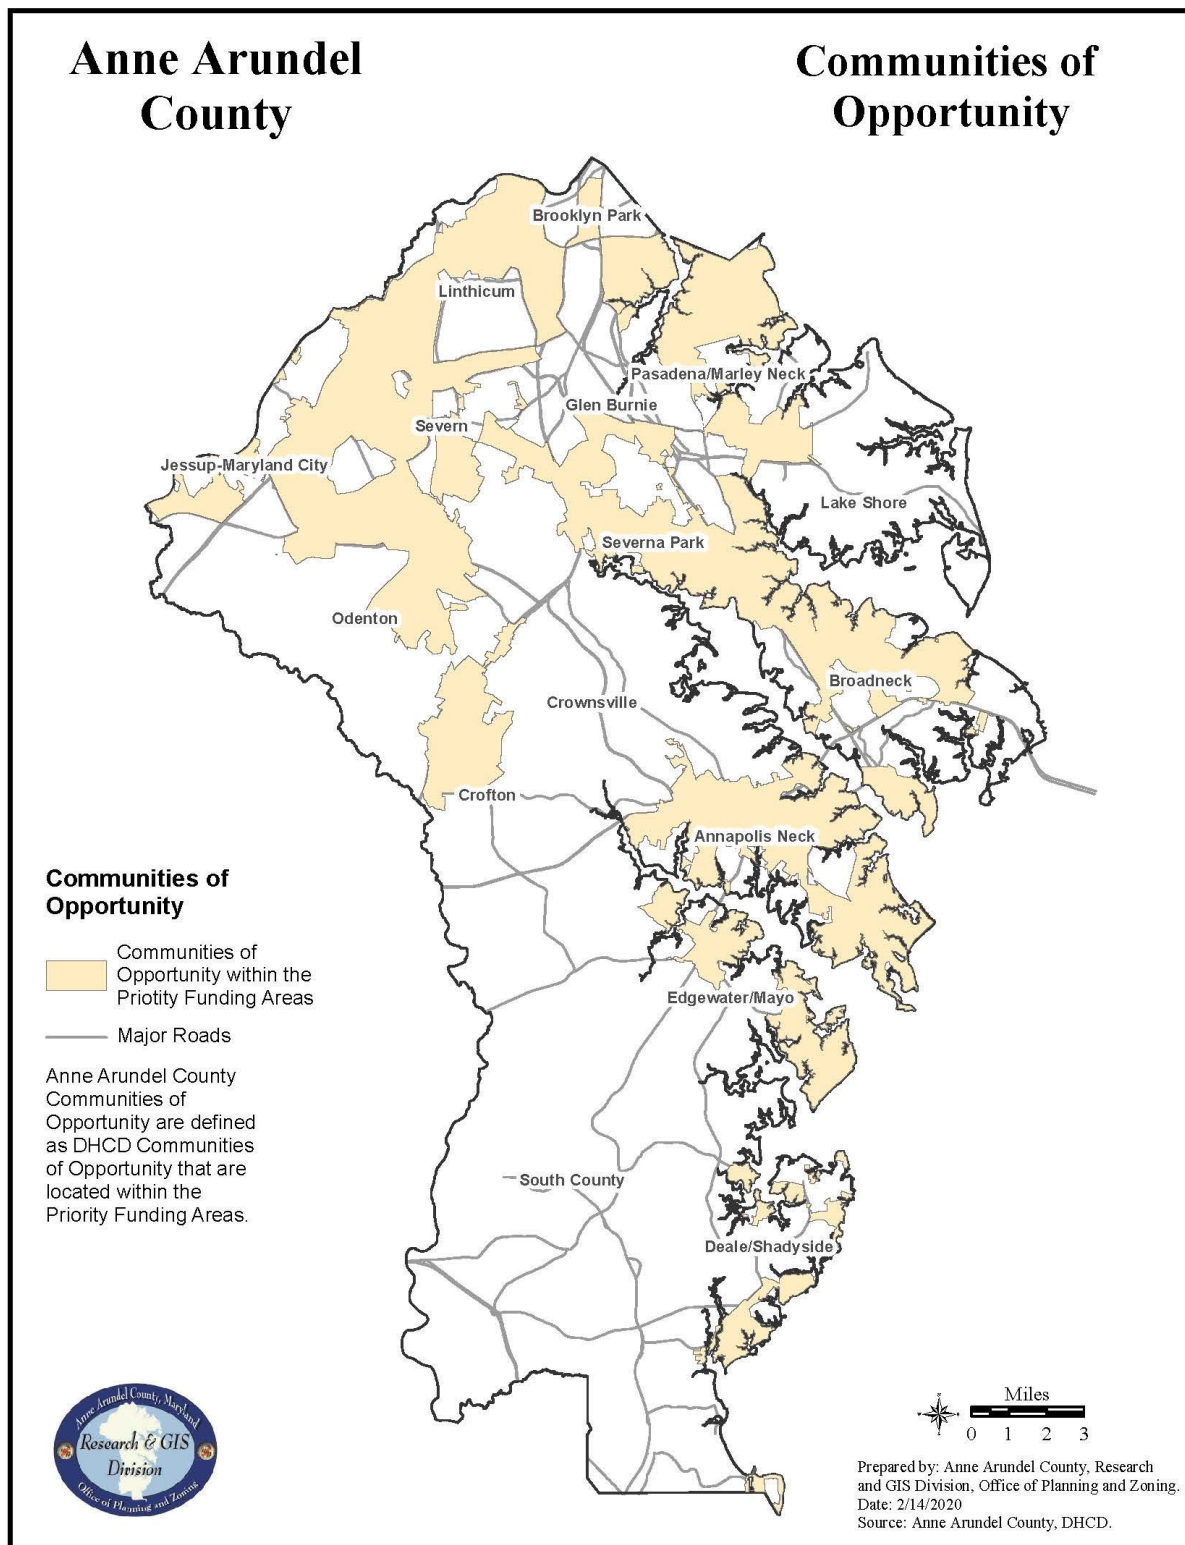 Anne Arundel
County
Communities of
Opportunity
Brooklyn Park
Linthicum
Pasadena/Marley Neck
Glen Burnie
Severn
Jessup-Maryland City
Lake Shore
Severna Park
Odenton
Broadneck
Crownsville
Crofton
Annapolis Neck
Edgewater/Mayo
South County
Deale/Shadyside
Communities of
Opportunity
Communities of
Opportunity within the
Priotity Funding Areas
Major Roads
Anne Arundel County
Communities of
Opportunity are defined
as DHCD Communities
of Opportunity that are
located within the
Priority Funding Areas.
Anne Arundel County, Maryland
Research & GIS
Division
Office of Planning and Zoning
Miles
0 1 2 3
Prepared by: Anne Arundel County, Research
and GIS Division, Office of Planning and Zoning.
Date: 2/14/2020
Source: Anne Arundel County, DHCD.